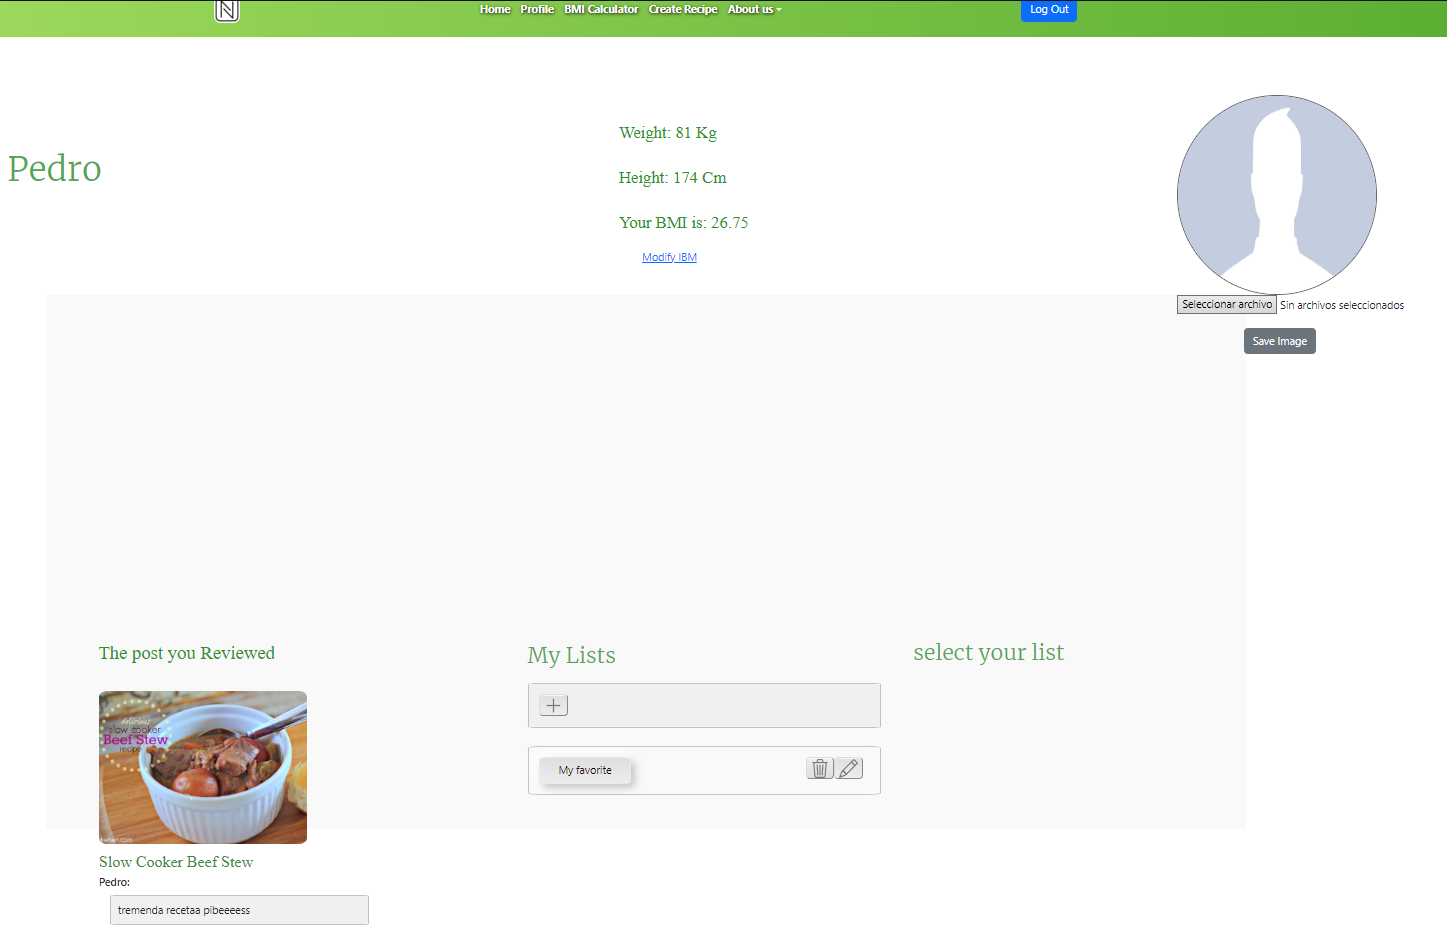 N
Home Profile BMI Calculator Create Recipe About us
Log Out
Pedro
Weight: 81 Kg
Height: 174 Cm
Your BMI is: 26.75
Modify IBM
Seleccionar archivo Sin archivos seleccionados
Save Image
The post you Reviewed
delicious
slow cooker
Beef Stew
recipe
Slow Cooker Beef Stew
Pedro:
tremenda recetaa pibeeeess
My Lists
My favorite
select your list